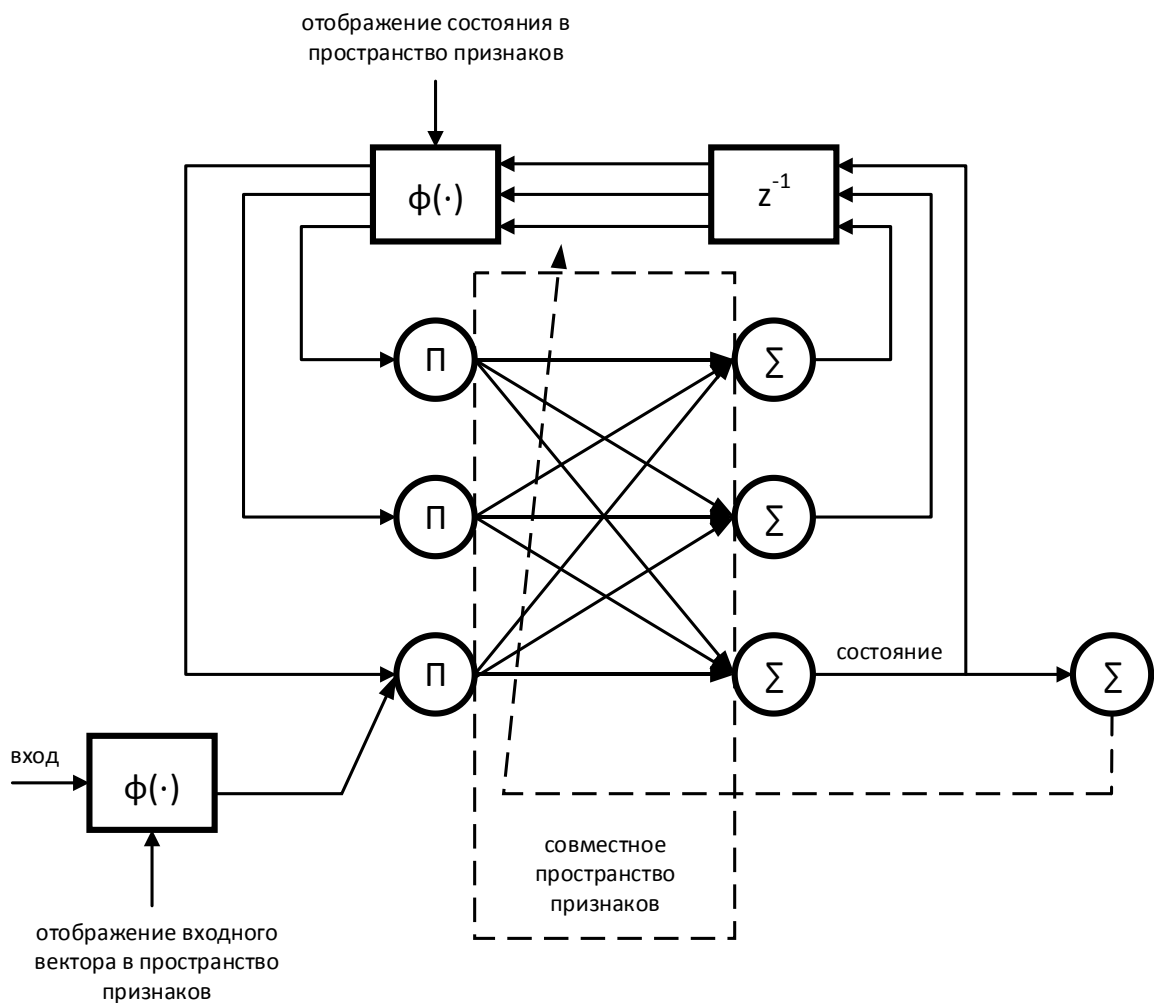 отображение состояния в
пространство признаков
ϕ(·)
z⁻¹
П
∑
П
∑
П
∑
состояние
∑
вход
ϕ(·)
совместное
пространство
признаков
отображение входного
вектора в пространство
признаков